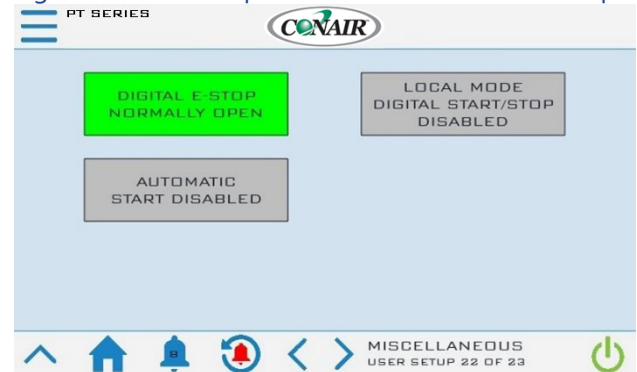 PT SERIES
CONAIR
DIGITAL E-STOP
NORMALLY OPEN
LOCAL MODE
DIGITAL START/STOP
DISABLED
AUTOMATIC
START DISABLED
8
MISCELLANEOUS
USER SETUP 22 OF 23